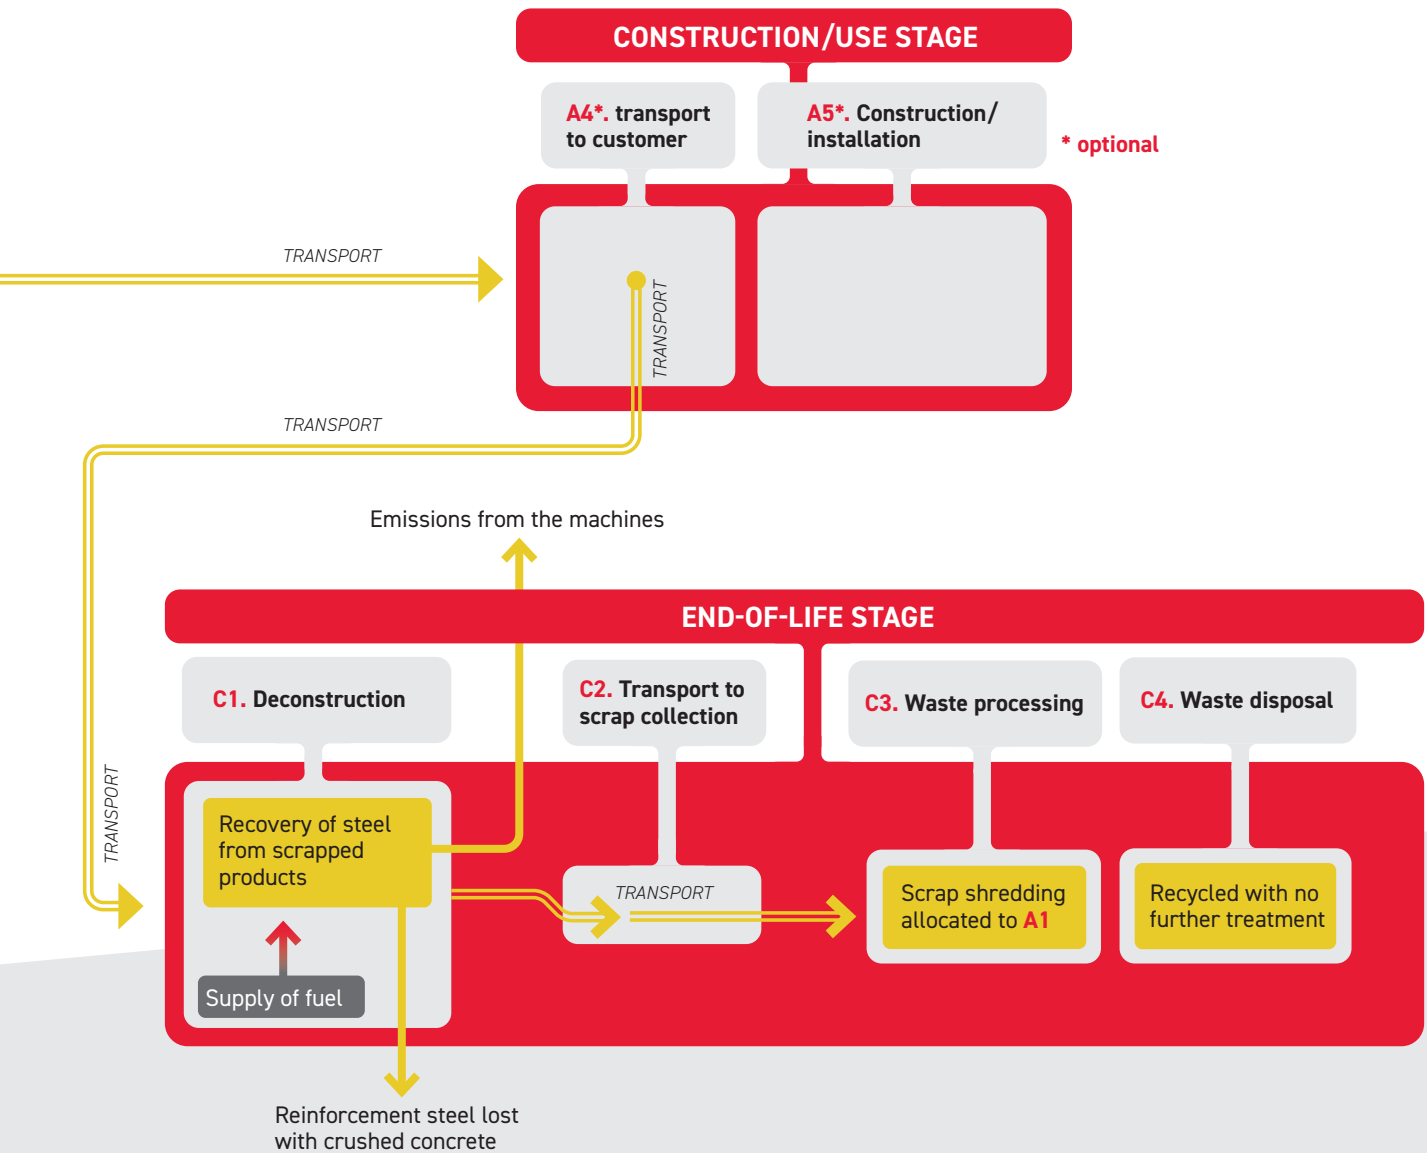 CONSTRUCTION/USE STAGE
A4*. transport
to customer
A5*. Construction/
installation
* optional
TRANSPORT
TRANSPORT
TRANSPORT
Emissions from the machines
END-OF-LIFE STAGE
C1. Deconstruction
C2. Transport to
scrap collection
C3. Waste processing
C4. Waste disposal
TRANSPORT
Recovery of steel
from scrapped
products
TRANSPORT
Scrap shredding
allocated to A1
Recycled with no
further treatment
Supply of fuel
Reinforcement steel lost
with crushed concrete